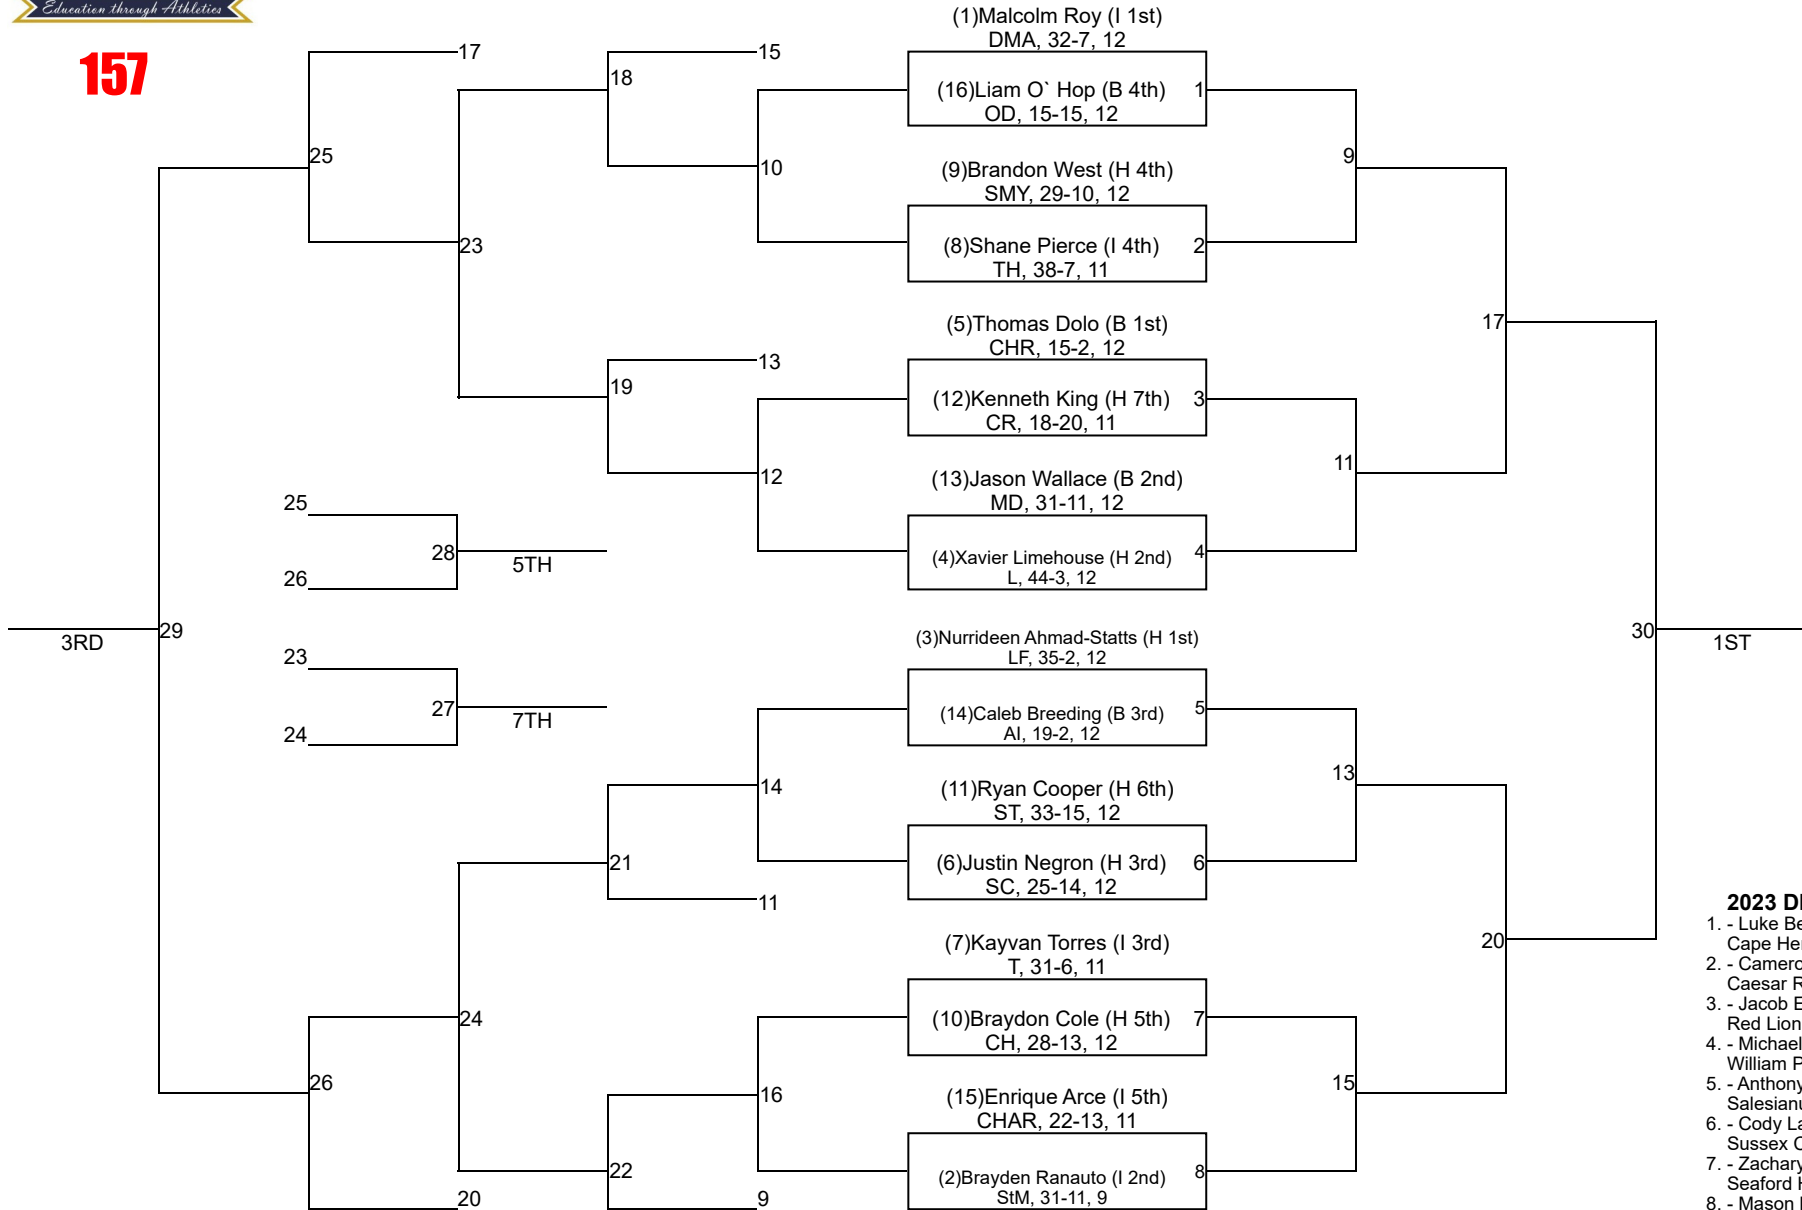 Education through Athletics
157
17
15
(1)Malcolm Roy (I 1st)
DMA, 32-7, 12
18
(16)Liam O` Hop (B 4th) 1
OD, 15-15, 12
25
10
9
(9)Brandon West (H 4th)
SMY, 29-10, 12
23
(8)Shane Pierce (I 4th) 2
TH, 38-7, 11
(5)Thomas Dolo (B 1st)
CHR, 15-2, 12
17
13
19
(12)Kenneth King (H 7th) 3
CR, 18-20, 11
12
11
(13)Jason Wallace (B 2nd)
MD, 31-11, 12
25
28
5TH
26
(4)Xavier Limehouse (H 2nd) 4
L, 44-3, 12
3RD
29
30
1ST
(3)Nurrideen Ahmad-Statts (H 1st)
LF, 35-2, 12
23
27
7TH
24
(14)Caleb Breeding (B 3rd) 5
AI, 19-2, 12
14
13
(11)Ryan Cooper (H 6th)
ST, 33-15, 12
21
(6)Justin Negron (H 3rd) 6
SC, 25-14, 12
11
(7)Kayvan Torres (I 3rd)
T, 31-6, 11
20
24
(10)Braydon Cole (H 5th) 7
CH, 28-13, 12
26
16
15
(15)Enrique Arce (I 5th)
CHAR, 22-13, 11
22
(2)Brayden Ranauto (I 2nd) 8
StM, 31-11, 9
20
9
2023
1. - Luke
Cape
2. -
Caesar
3. - Jacob
Red Lion
4. - Michael
William
5. - Anthony
6. - Cody
Sussex
7. - Zachary
Seaford
8. - Mason